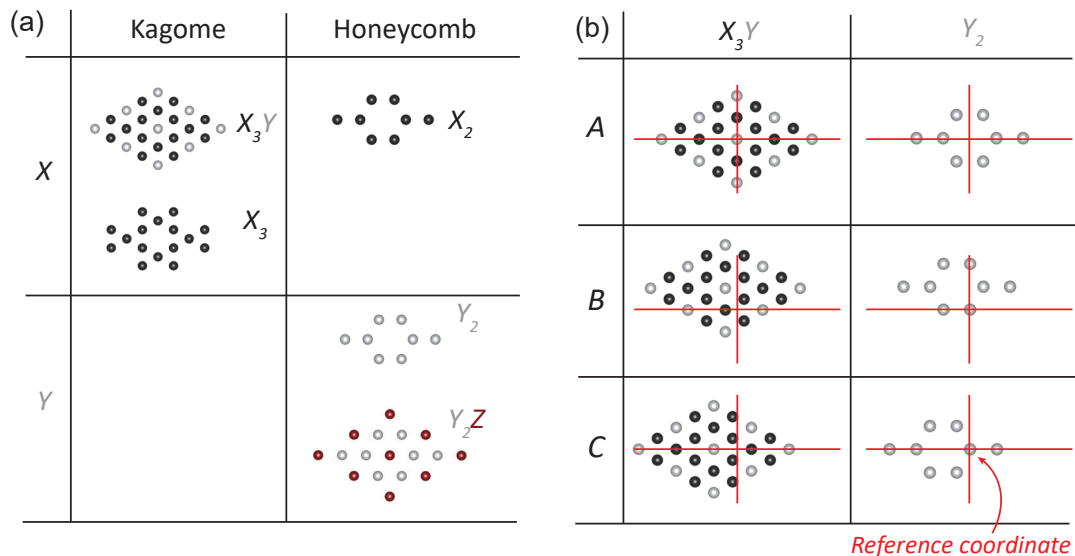 (a)
Kagome
Honeycomb
X
X₃Y
X₂
X₃
Y
Y₂
Y₂Z
(b)
X₃Y
Y₂
A
B
C
Reference coordinate